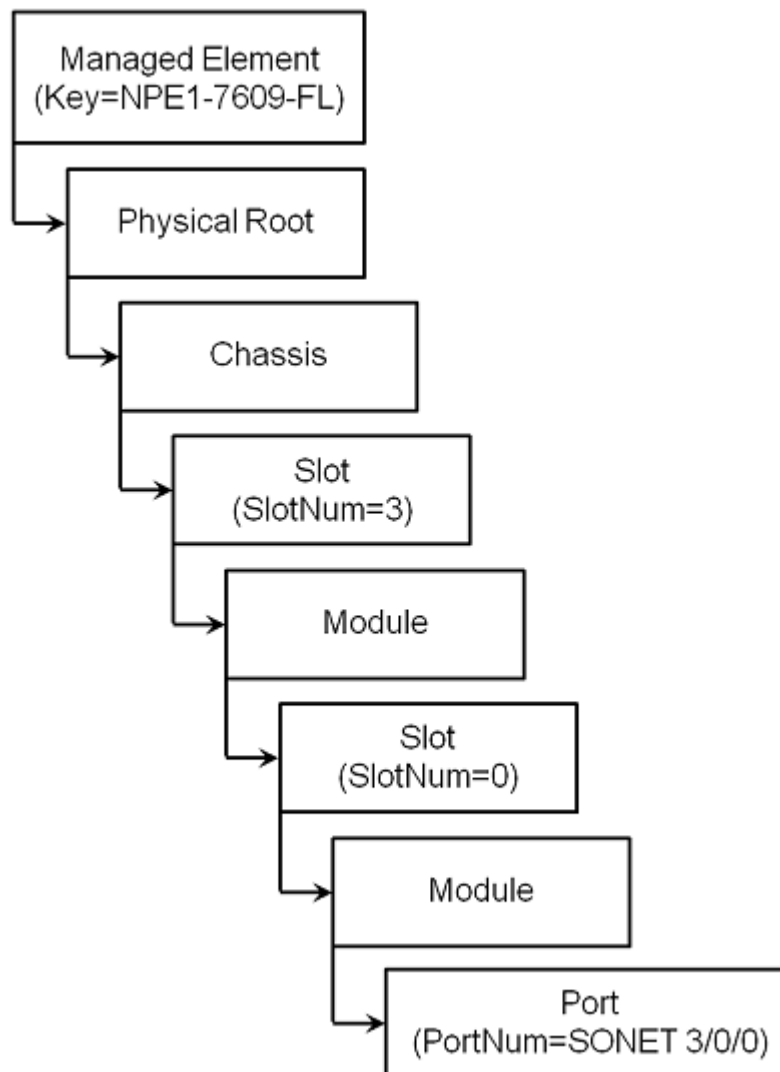 Managed Element
(Key=NPE1-7609-FL)
Physical Root
Chassis
Slot
(SlotNum=3)
Module
Slot
(SlotNum=0)
Module
Port
(PortNum=SONET 3/0/0)